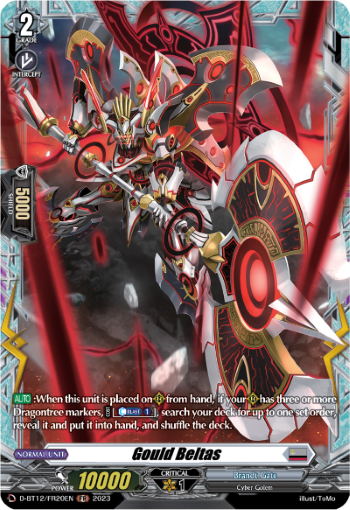 2
GRADE
INTERCEPT
5000
SHIELD
AUTO :When this unit is placed on R from hand, if your V has three or more
Dragontree markers, [COUNTER BLAST 1], search your deck for up to one set order,
reveal it and put it into hand, and shuffle the deck.
NORMAL UNIT
Gould Beltas
POWER 10000
CRITICAL
1
Brandt Gate
Cyber Golem
D-BT12/FR20EN FR 2023
illust/TaMo